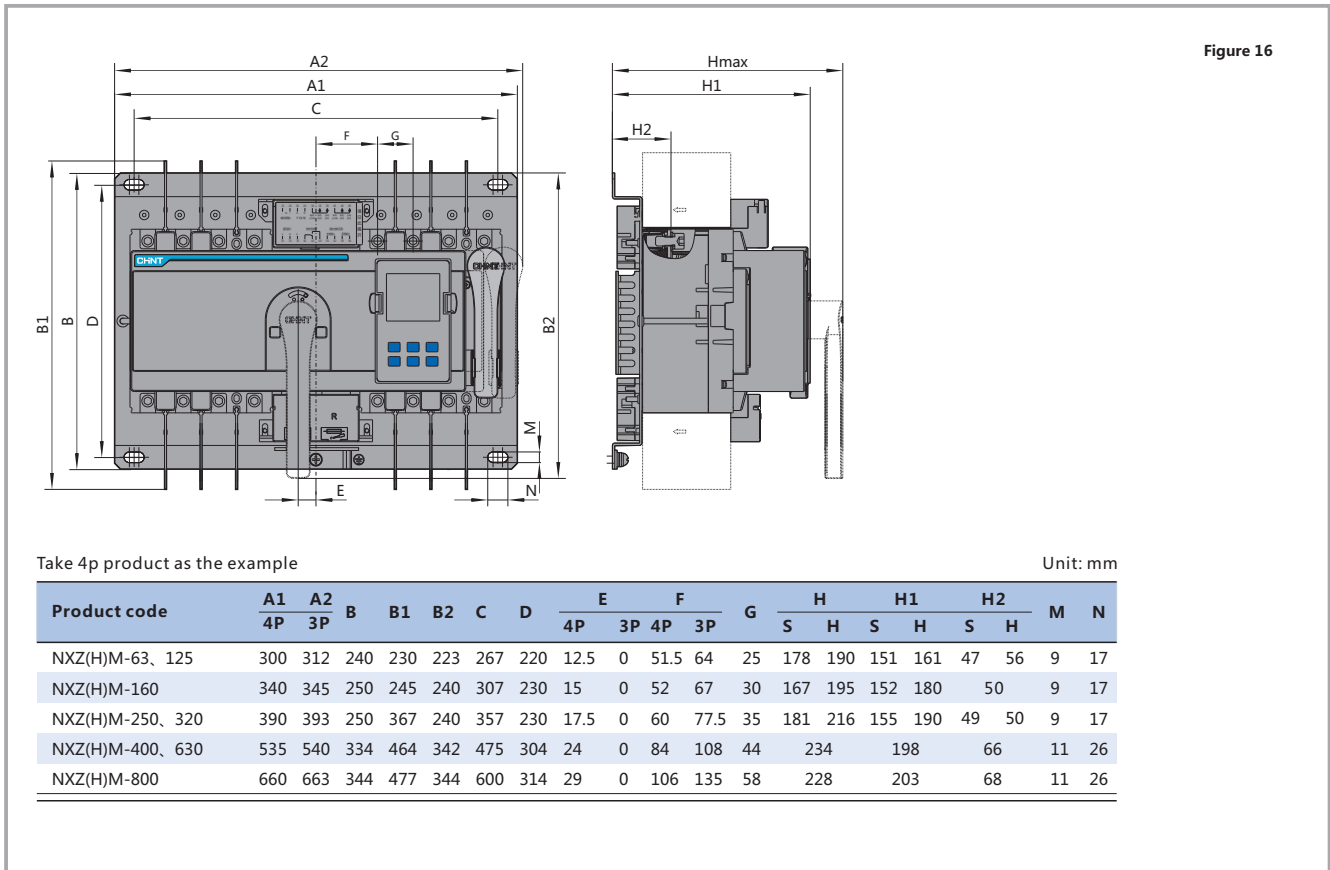 Figure 16
A2
A1
C
F G
Hmax
H1
H2
B1
B
D
B2
CHNT
CHNT
CHNT
R
M
E
N
Take 4p product as the example
Unit: mm
Product code A1 A2 B B1 B2 C D E F G H H1 H2 M N
4P 3P 4P 3P 4P 3P S H S H S H
NXZ(H)M-63、125 300 312 240 230 223 267 220 12.5 0 51.5 64 25 178 190 151 161 47 56 9 17
NXZ(H)M-160 340 345 250 245 240 307 230 15 0 52 67 30 167 195 152 180 50 9 17
NXZ(H)M-250、320 390 393 250 367 240 357 230 17.5 0 60 77.5 35 181 216 155 190 49 50 9 17
NXZ(H)M-400、630 535 540 334 464 342 475 304 24 0 84 108 44 234 198 66 11 26
NXZ(H)M-800 660 663 344 477 344 600 314 29 0 106 135 58 228 203 68 11 26